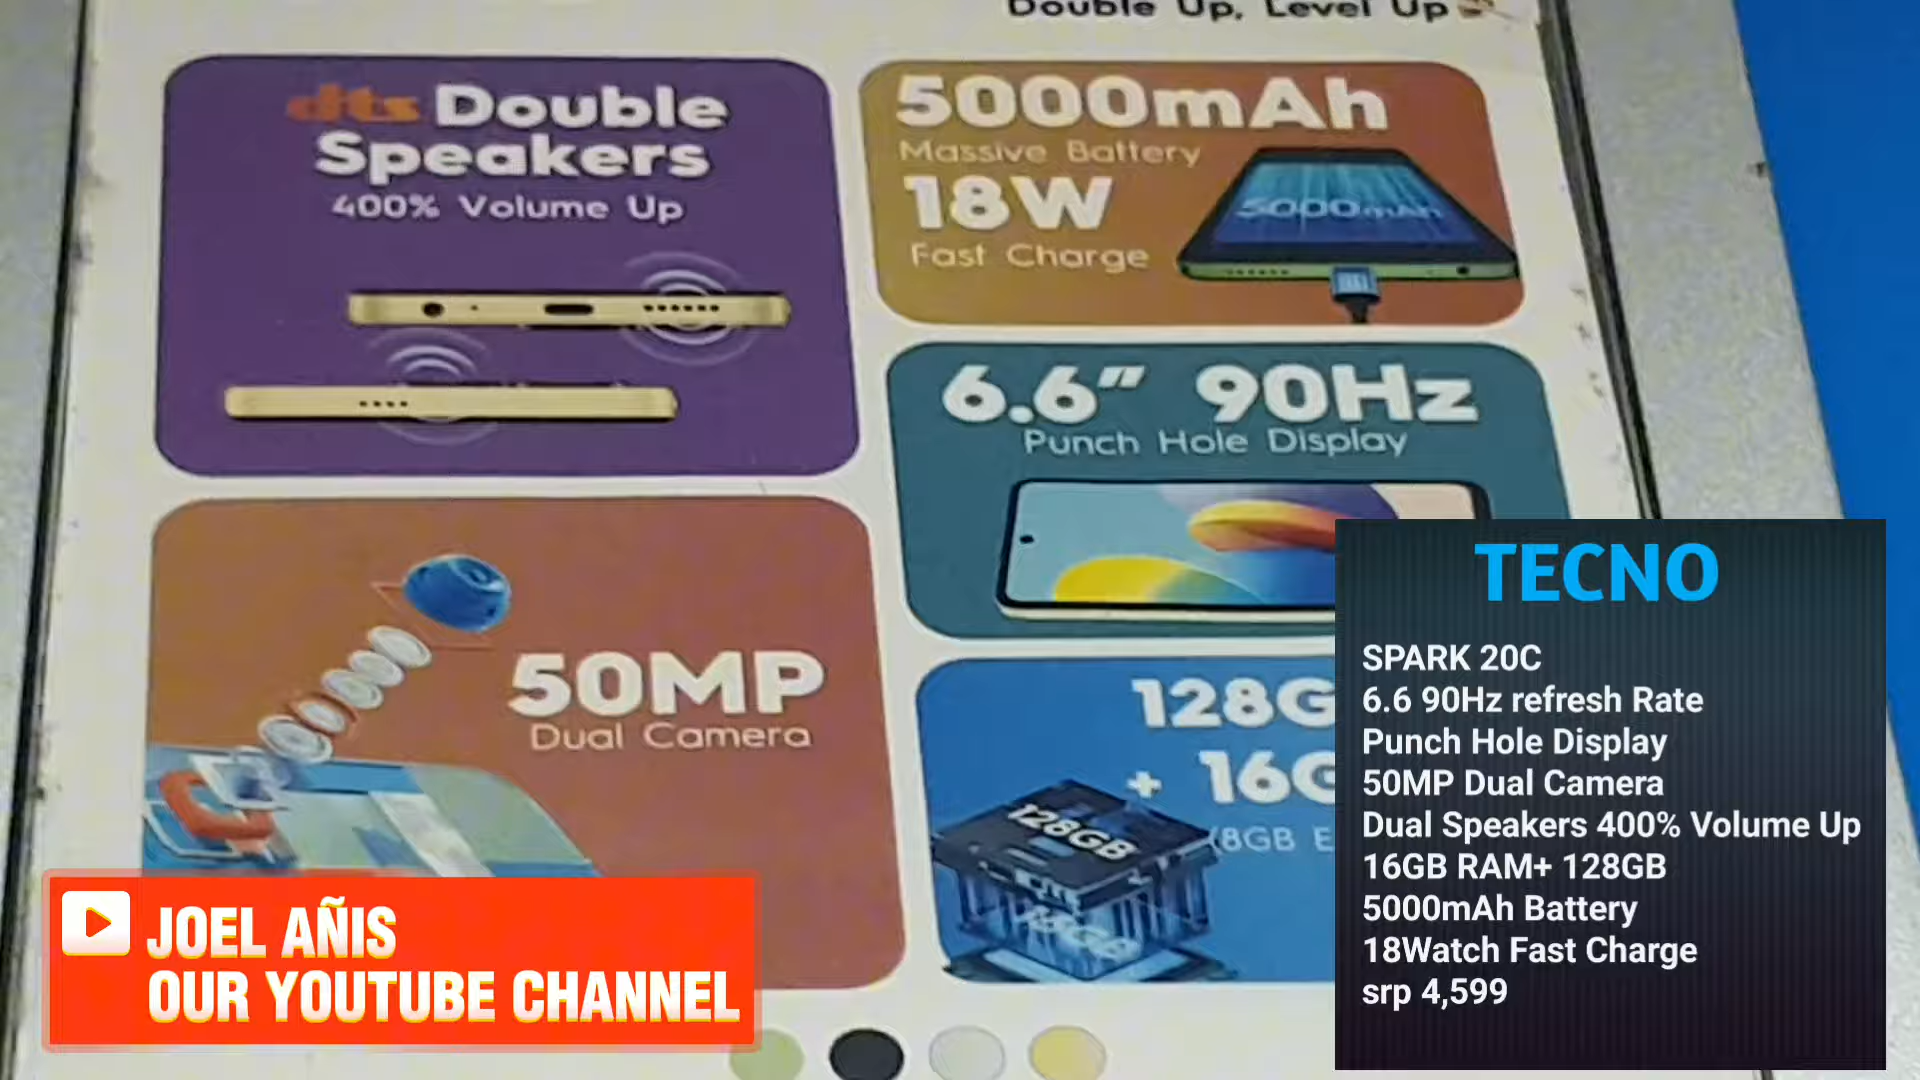 Double Up, Level Up
dts Double
Speakers
400% Volume Up
5000mAh
Massive Battery
18W
Fast Charge
5000mAh
6.6" 90Hz
Punch Hole Display
50MP
Dual Camera
128G
+ 16G
(8GB E
128GB
16GB
TECNO
SPARK 20C
6.6 90Hz refresh Rate
Punch Hole Display
50MP Dual Camera
Dual Speakers 400% Volume Up
16GB RAM+ 128GB
5000mAh Battery
18Watch Fast Charge
srp 4,599
JOEL AÑIS
OUR YOUTUBE CHANNEL